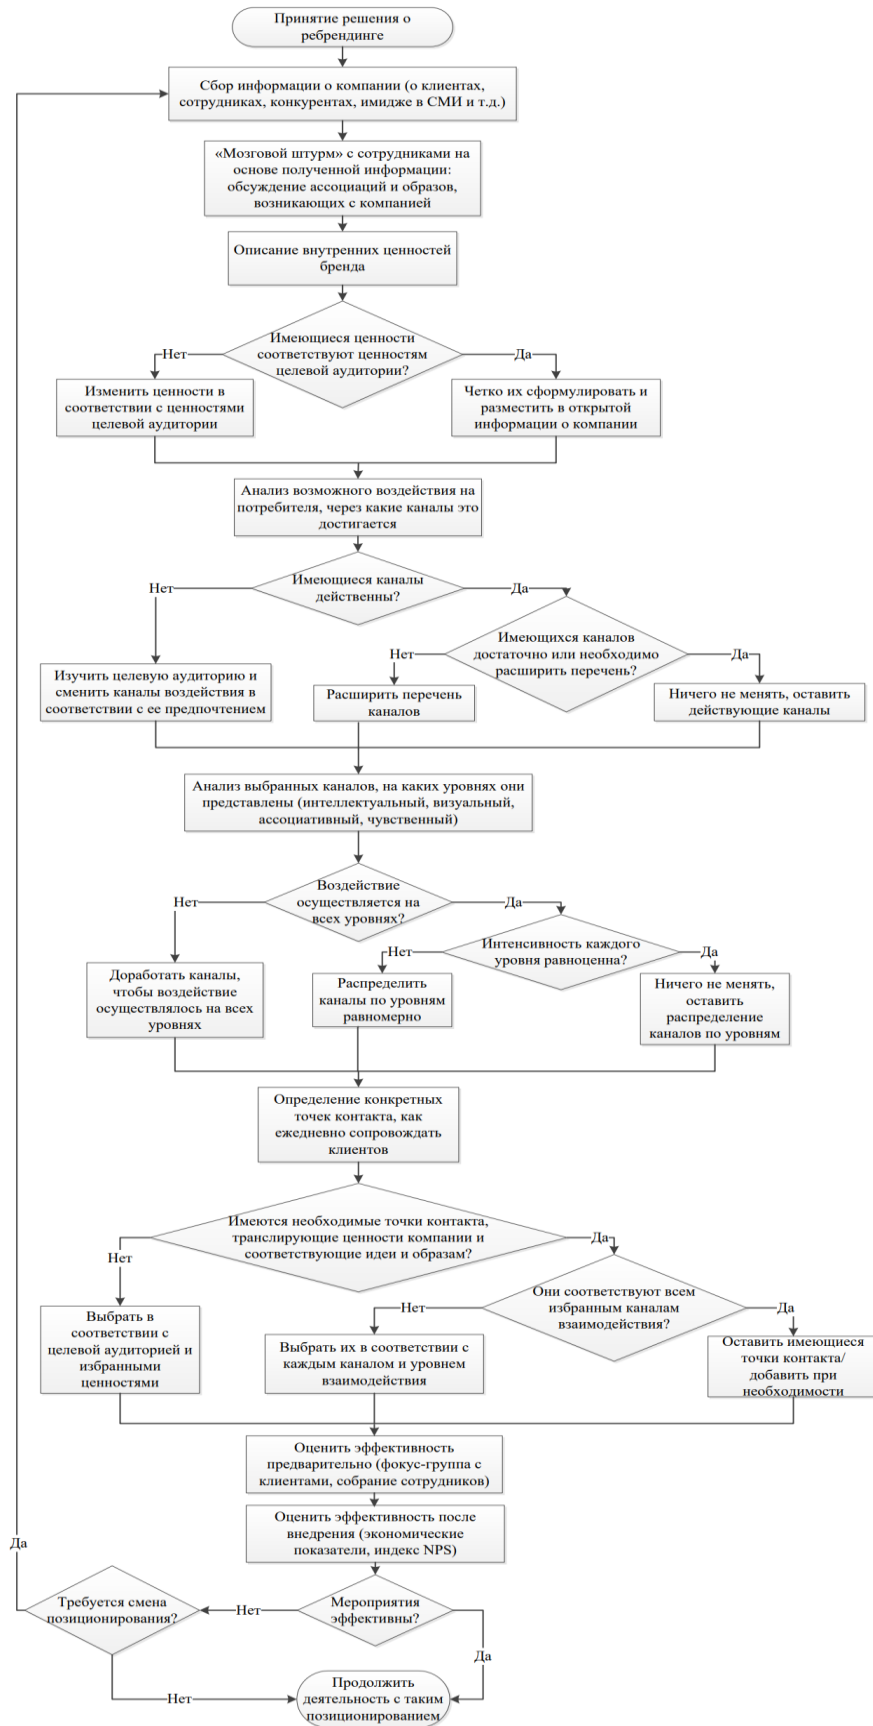 Принятие решения о
ребрендинге
Сбор информации о компании (о клиентах,
сотрудниках, конкурентах, имидже в СМИ и т.д.)
«Мозговой штурм» с сотрудниками на
основе полученной информации:
обсуждение ассоциаций и образов,
возникающих с компанией
Описание внутренних ценностей
бренда
Имеющиеся ценности
соответствуют ценностям
целевой аудитории?
Нет
Да
Изменить ценности в
соответствии с ценностями
целевой аудитории
Четко их сформулировать и
разместить в открытой
информации о компании
Анализ возможного воздействия на
потребителя, через какие каналы это
достигается
Имеющиеся каналы
действенны?
Нет
Да
Имеющихся каналов
достаточно или необходимо
расширить перечень?
Нет
Да
Изучить целевую аудиторию и
сменить каналы воздействия в
соответствии с ее предпочтением
Расширить перечень
каналов
Ничего не менять, оставить
действующие каналы
Анализ выбранных каналов, на каких уровнях они
представлены (интеллектуальный, визуальный,
ассоциативный, чувственный)
Воздействие
осуществляется на
всех уровнях?
Нет
Да
Интенсивность каждого
уровня равноценна?
Нет
Да
Доработать каналы,
чтобы воздействие
осуществлялось на всех
уровнях
Распределить
каналы по уровням
равномерно
Ничего не менять,
оставить
распределение
каналов по уровням
Определение конкретных
точек контакта, как
ежедневно сопровождать
клиентов
Имеются необходимые точки контакта,
транслирующие ценности компании и
соответствующие идеи и образам?
Нет
Да
Они соответствуют всем
избранным каналам
взаимодействия?
Нет
Да
Выбрать в
соответствии с
целевой аудиторией и
избранными
ценностями
Выбрать их в соответствии с
каждым каналом и уровнем
взаимодействия
Оставить имеющиеся
точки контакта/
добавить при
необходимости
Оценить эффективность
предварительно (фокус-группа с
клиентами, собрание сотрудников)
Оценить эффективность после
внедрения (экономические
показатели, индекс NPS)
Да
Требуется смена
позиционирования?
Нет
Мероприятия
эффективны?
Да
Нет
Продолжить
деятельность с таким
позиционированием